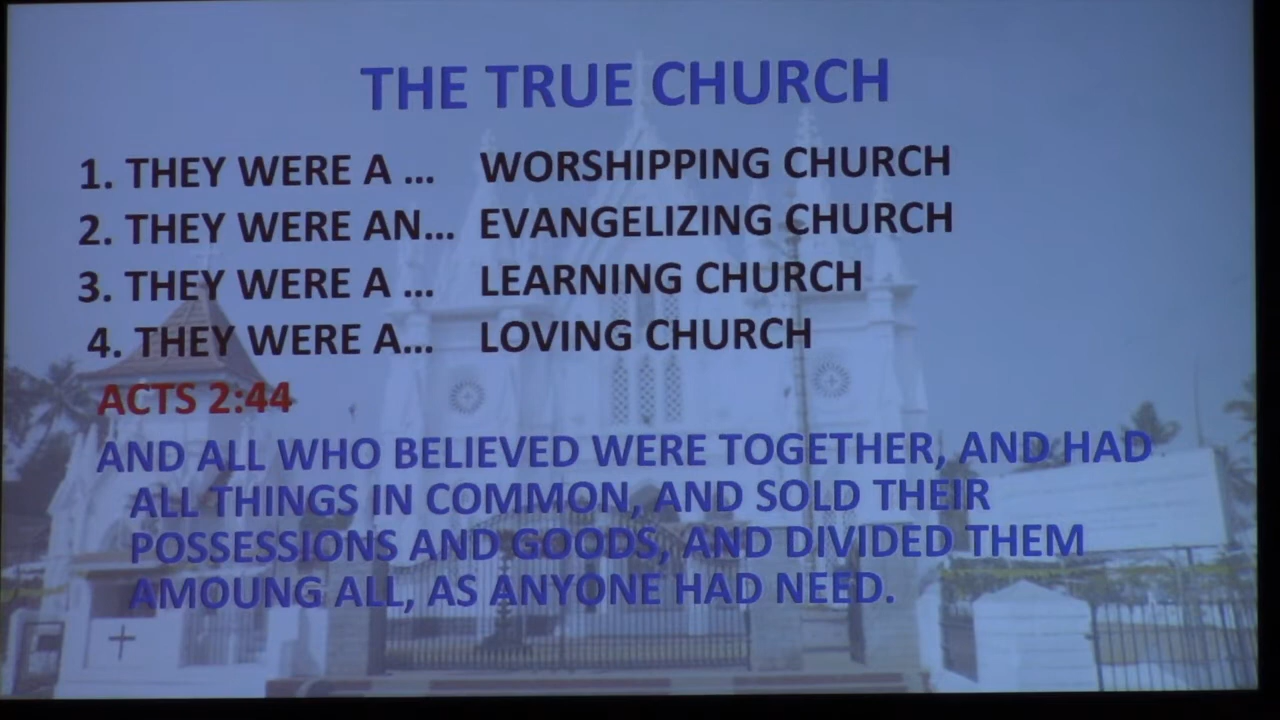 THE TRUE CHURCH
1. THEY WERE A ... WORSHIPPING CHURCH
2. THEY WERE AN... EVANGELIZING CHURCH
3. THEY WERE A ... LEARNING CHURCH
4. THEY WERE A... LOVING CHURCH
ACTS 2:44
AND ALL WHO BELIEVED WERE TOGETHER, AND HAD
ALL THINGS IN COMMON, AND SOLD THEIR
POSSESSIONS AND GOODS, AND DIVIDED THEM
AMOUNG ALL, AS ANYONE HAD NEED.